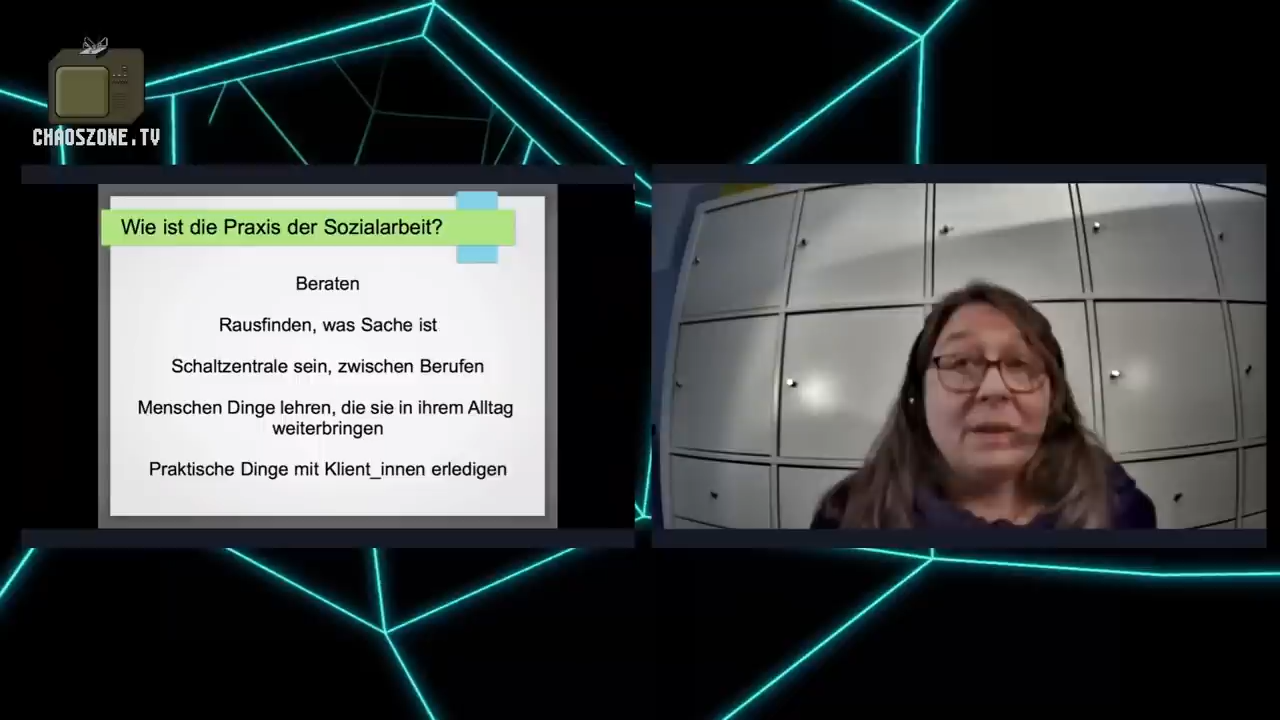 CHAOSZONE.TV
Wie ist die Praxis der Sozialarbeit?
Beraten
Rausfinden, was Sache ist
Schaltzentrale sein, zwischen Berufen
Menschen Dinge lehren, die sie in ihrem Alltag
weiterbringen
Praktische Dinge mit Klient_innen erledigen